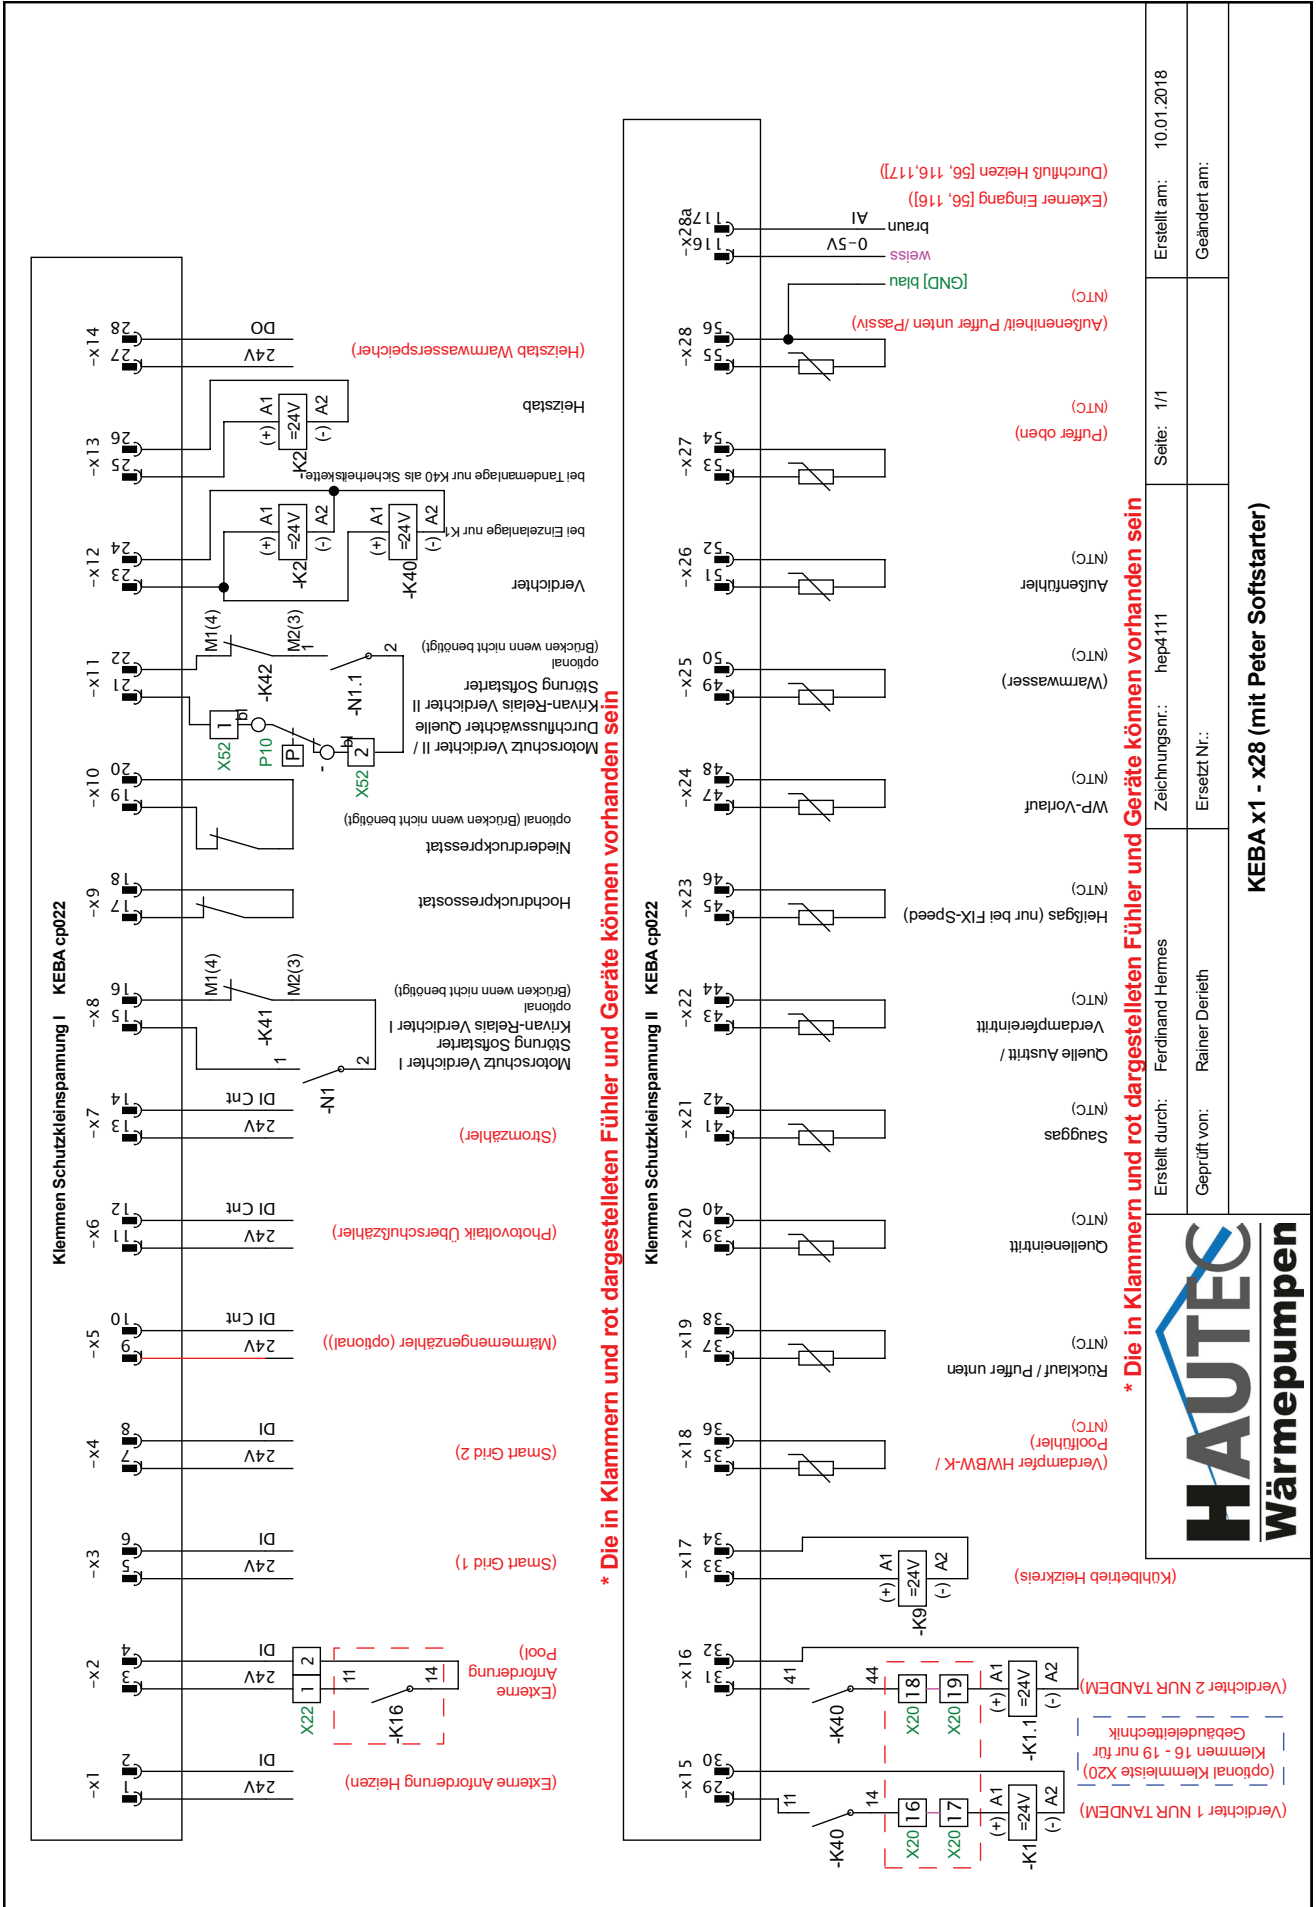 Klemmen Schutzkleinspannung I KEBA cp022
-x1
1 2
24V DI
(Externe Anforderung Heizen)
-x2
3 4
24V DI
X22
1 2
11 14
-K16
(Externe
Anforderung
Pool)
-x3
5 6
24V DI
(Smart Grid 1)
-x4
7 8
24V DI
(Smart Grid 2)
-x5
9 10
24V DI Cnt
(Märmemengenzähler (optional))
-x6
11 12
24V DI Cnt
(Photovoltaik Überschußzähler)
-x7
13 14
24V DI Cnt
(Stromzähler)
-x8
15 16
M1(4)
-K41
M2(3)
1
-N1
2
Motorschutz Verdichter I
Störung Softstarter
Krivan-Relais Verdichter I
optional
(Brücken wenn nicht benötigt)
-x9
17 18
Hochdruckpressostat
-x10
19 20
Niederdruckpresstat
optional (Brücken wenn nicht benötigt)
-x11
21 22
X52
1
bl
P10
P
-
bl
2
X52
M1(4)
-K42
M2(3)
1
-N1.1
2
Motorschutz Verdichter II /
Durchflusswächter Quelle
Krivan-Relais Verdichter II
Störung Softstarter
optional
(Brücken wenn nicht benötigt)
-x12
23 24
(+) A1
=24V
-K2
(-) A2
(+) A1
=24V
-K40
(-) A2
Verdichter
bei Einzelanlage nur K1
bei Tandemanlage nur K40 als Sicherheitskette
-x13
25 26
(+) A1
=24V
-K2
(-) A2
-
Heizstab
-x14
27 28
24V DO
(Heizstab Warmwasserspeicher)
* Die in Klammern und rot dargestelleten Fühler und Geräte können vorhanden sein
Klemmen Schutzkleinspannung II KEBA cp022
-x15
29 30
11
-K40
14
X20 16
X20 17
(+) A1
=24V
-K1
(-) A2
(Verdichter 1 NUR TANDEM)
(optional Klemmleiste X20)
Klemmen 16 - 19 nur für
Gebäudeleittechnik
-x16
31 32
41
-K40
44
X20 18
X20 19
(+) A1
=24V
-K1.1
(-) A2
(Verdichter 2 NUR TANDEM)
-x17
33 34
(+) A1
=24V
-K9
(-) A2
(Kühlbetrieb Heizkreis)
-x18
35 36
(Verdampfer HWBW-K /
Poolfühler)
(NTC)
-x19
37 38
Rücklauf / Puffer unten
(NTC)
-x20
39 40
Quelleneintritt
(NTC)
-x21
41 42
Sauggas
(NTC)
-x22
43 44
Quelle Austritt /
Verdampfereintritt
(NTC)
-x23
45 46
Heißgas (nur bei FIX-Speed)
(NTC)
-x24
47 48
WP-Vorlauf
(NTC)
-x25
49 50
(Warmwasser)
(NTC)
-x26
51 52
Außenfühler
(NTC)
-x27
53 54
(Puffer oben)
(NTC)
-x28
55 56
(Außeneniheit/ Puffer unten /Passiv)
(NTC)
-x28a
116 117
[GND] blau
0-5V
weiss
AI
braun
(Externer Eingang [56, 116])
(Durchfluß Heizen [56, 116,117])
* Die in Klammern und rot dargestelleten Fühler und Geräte können vorhanden sein
HAUTEC
Wärmepumpen
Erstellt durch: Ferdinand Hermes
Zeichnungsnr.: hep4111
Seite: 1/1
Erstellt am: 10.01.2018
Geprüft von: Rainer Derieth
Ersetzt Nr.:
Geändert am:
KEBA x1 - x28 (mit Peter Softstarter)